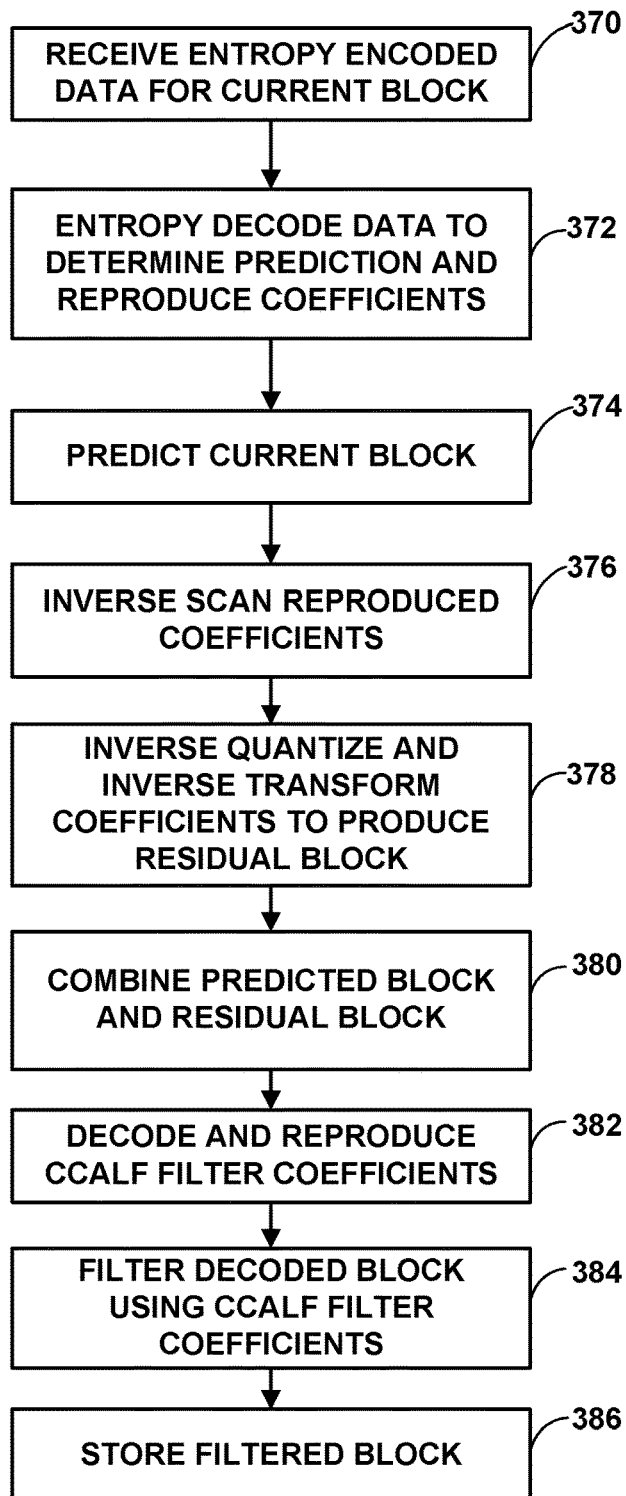 370
RECEIVE ENTROPY ENCODED
DATA FOR CURRENT BLOCK
372
ENTROPY DECODE DATA TO
DETERMINE PREDICTION AND
REPRODUCE COEFFICIENTS
374
PREDICT CURRENT BLOCK
376
INVERSE SCAN REPRODUCED
COEFFICIENTS
378
INVERSE QUANTIZE AND
INVERSE TRANSFORM
COEFFICIENTS TO PRODUCE
RESIDUAL BLOCK
380
COMBINE PREDICTED BLOCK
AND RESIDUAL BLOCK
382
DECODE AND REPRODUCE
CCALF FILTER COEFFICIENTS
384
FILTER DECODED BLOCK
USING CCALF FILTER
COEFFICIENTS
386
STORE FILTERED BLOCK